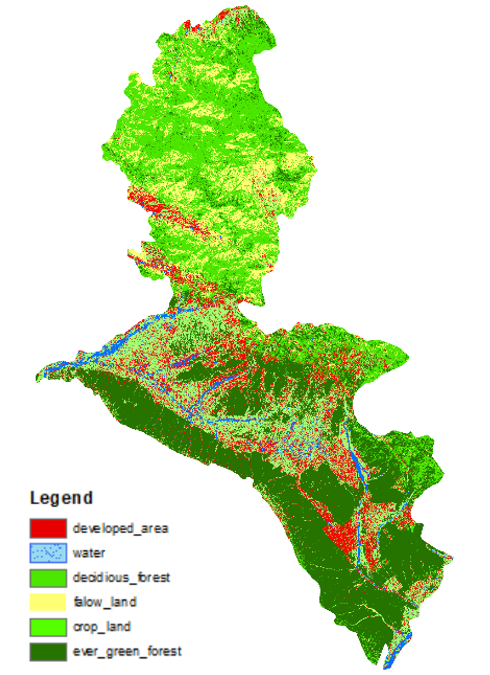 Legend
developed_area
water
decidious_forest
falow_land
crop_land
ever_green_forest